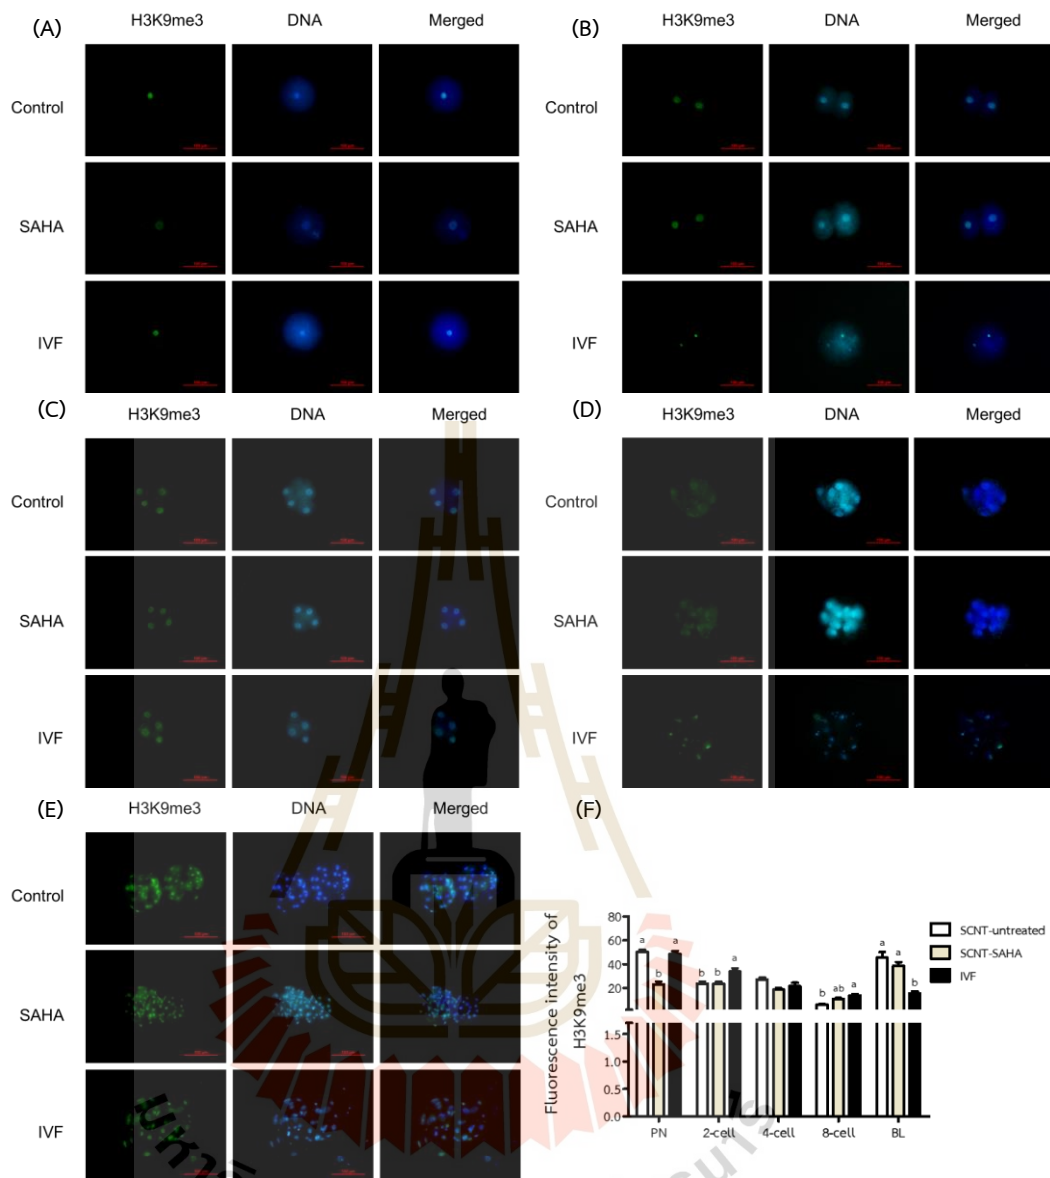 (A) H3K9me3 DNA Merged
Control
SAHA
IVF
(B) H3K9me3 DNA Merged
Control
SAHA
IVF
(C) H3K9me3 DNA Merged
Control
SAHA
IVF
(D) H3K9me3 DNA Merged
Control
SAHA
IVF
(E) H3K9me3 DNA Merged
Control
SAHA
IVF
(F)
Fluorescence intensity of
H3K9me3
80
60
40
20
1.5
1.0
0.5
0.0
a b a b b a b ab a a a b
PN 2-cell 4-cell 8-cell BL
SCNT-untreated
SCNT-SAHA
IVF